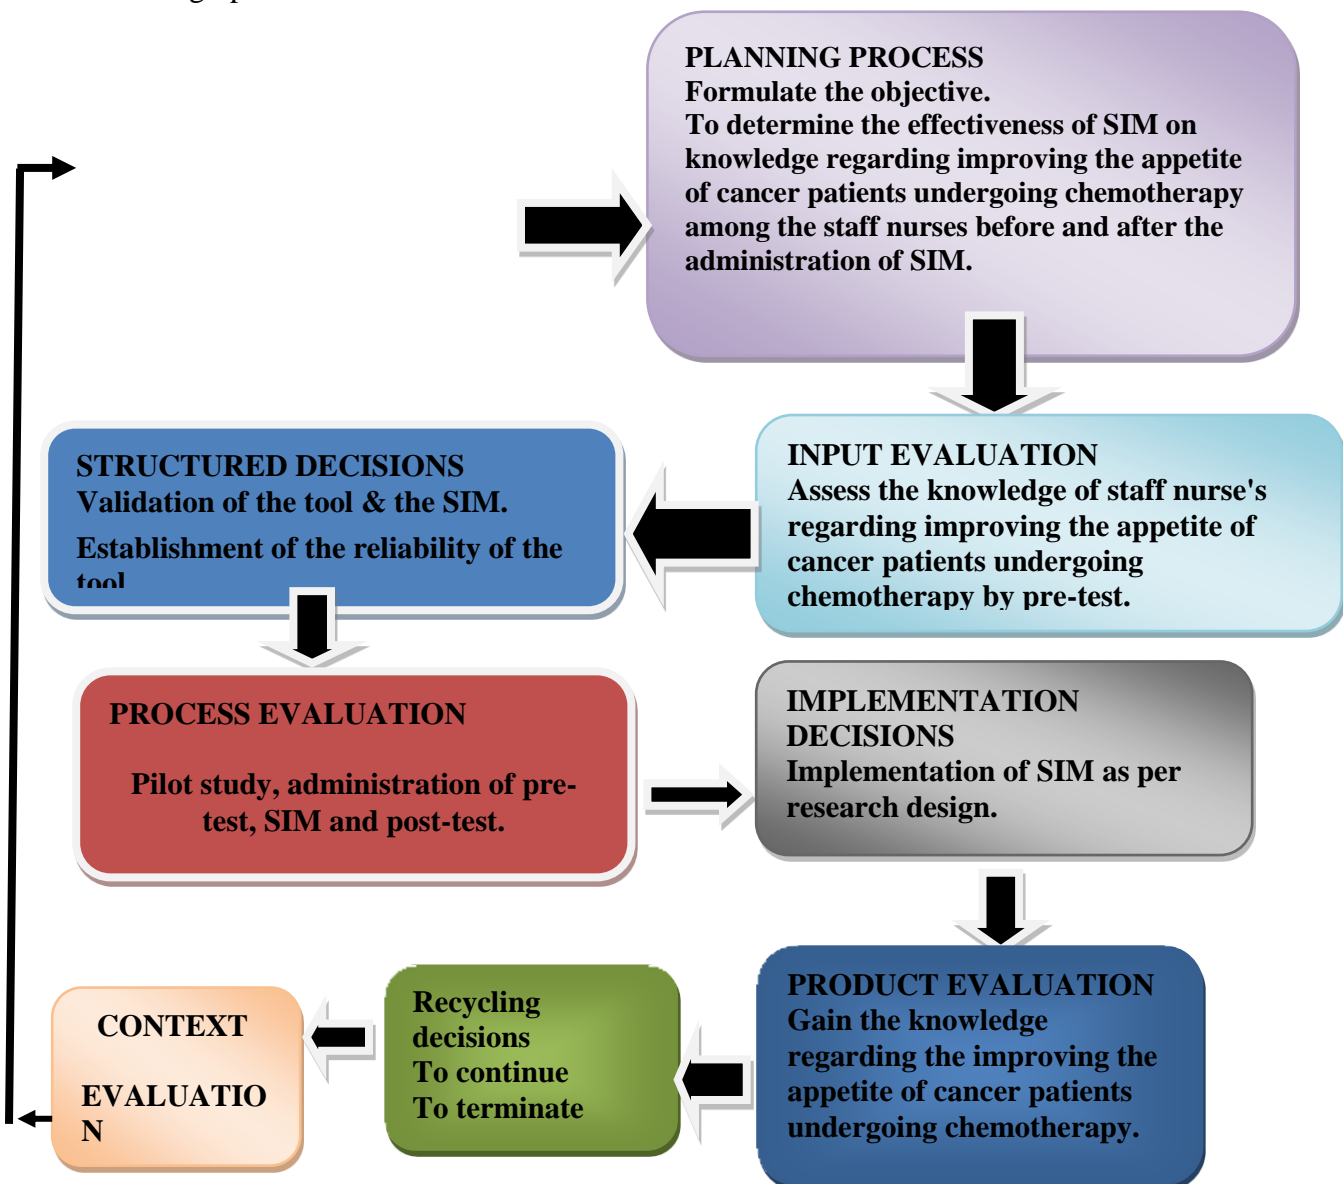 PLANNING PROCESS
Formulate the objective.
To determine the effectiveness of SIM on
knowledge regarding improving the appetite
of cancer patients undergoing chemotherapy
among the staff nurses before and after the
administration of SIM.
INPUT EVALUATION
Assess the knowledge of staff nurse's
regarding improving the appetite of
cancer patients undergoing
chemotherapy by pre-test.
STRUCTURED DECISIONS
Validation of the tool & the SIM.
Establishment of the reliability of the
tool
PROCESS EVALUATION
Pilot study, administration of pre-
test, SIM and post-test.
IMPLEMENTATION
DECISIONS
Implementation of SIM as per
research design.
PRODUCT EVALUATION
Gain the knowledge
regarding the improving the
appetite of cancer patients
undergoing chemotherapy.
Recycling
decisions
To continue
To terminate
CONTEXT
EVALUATIO
N